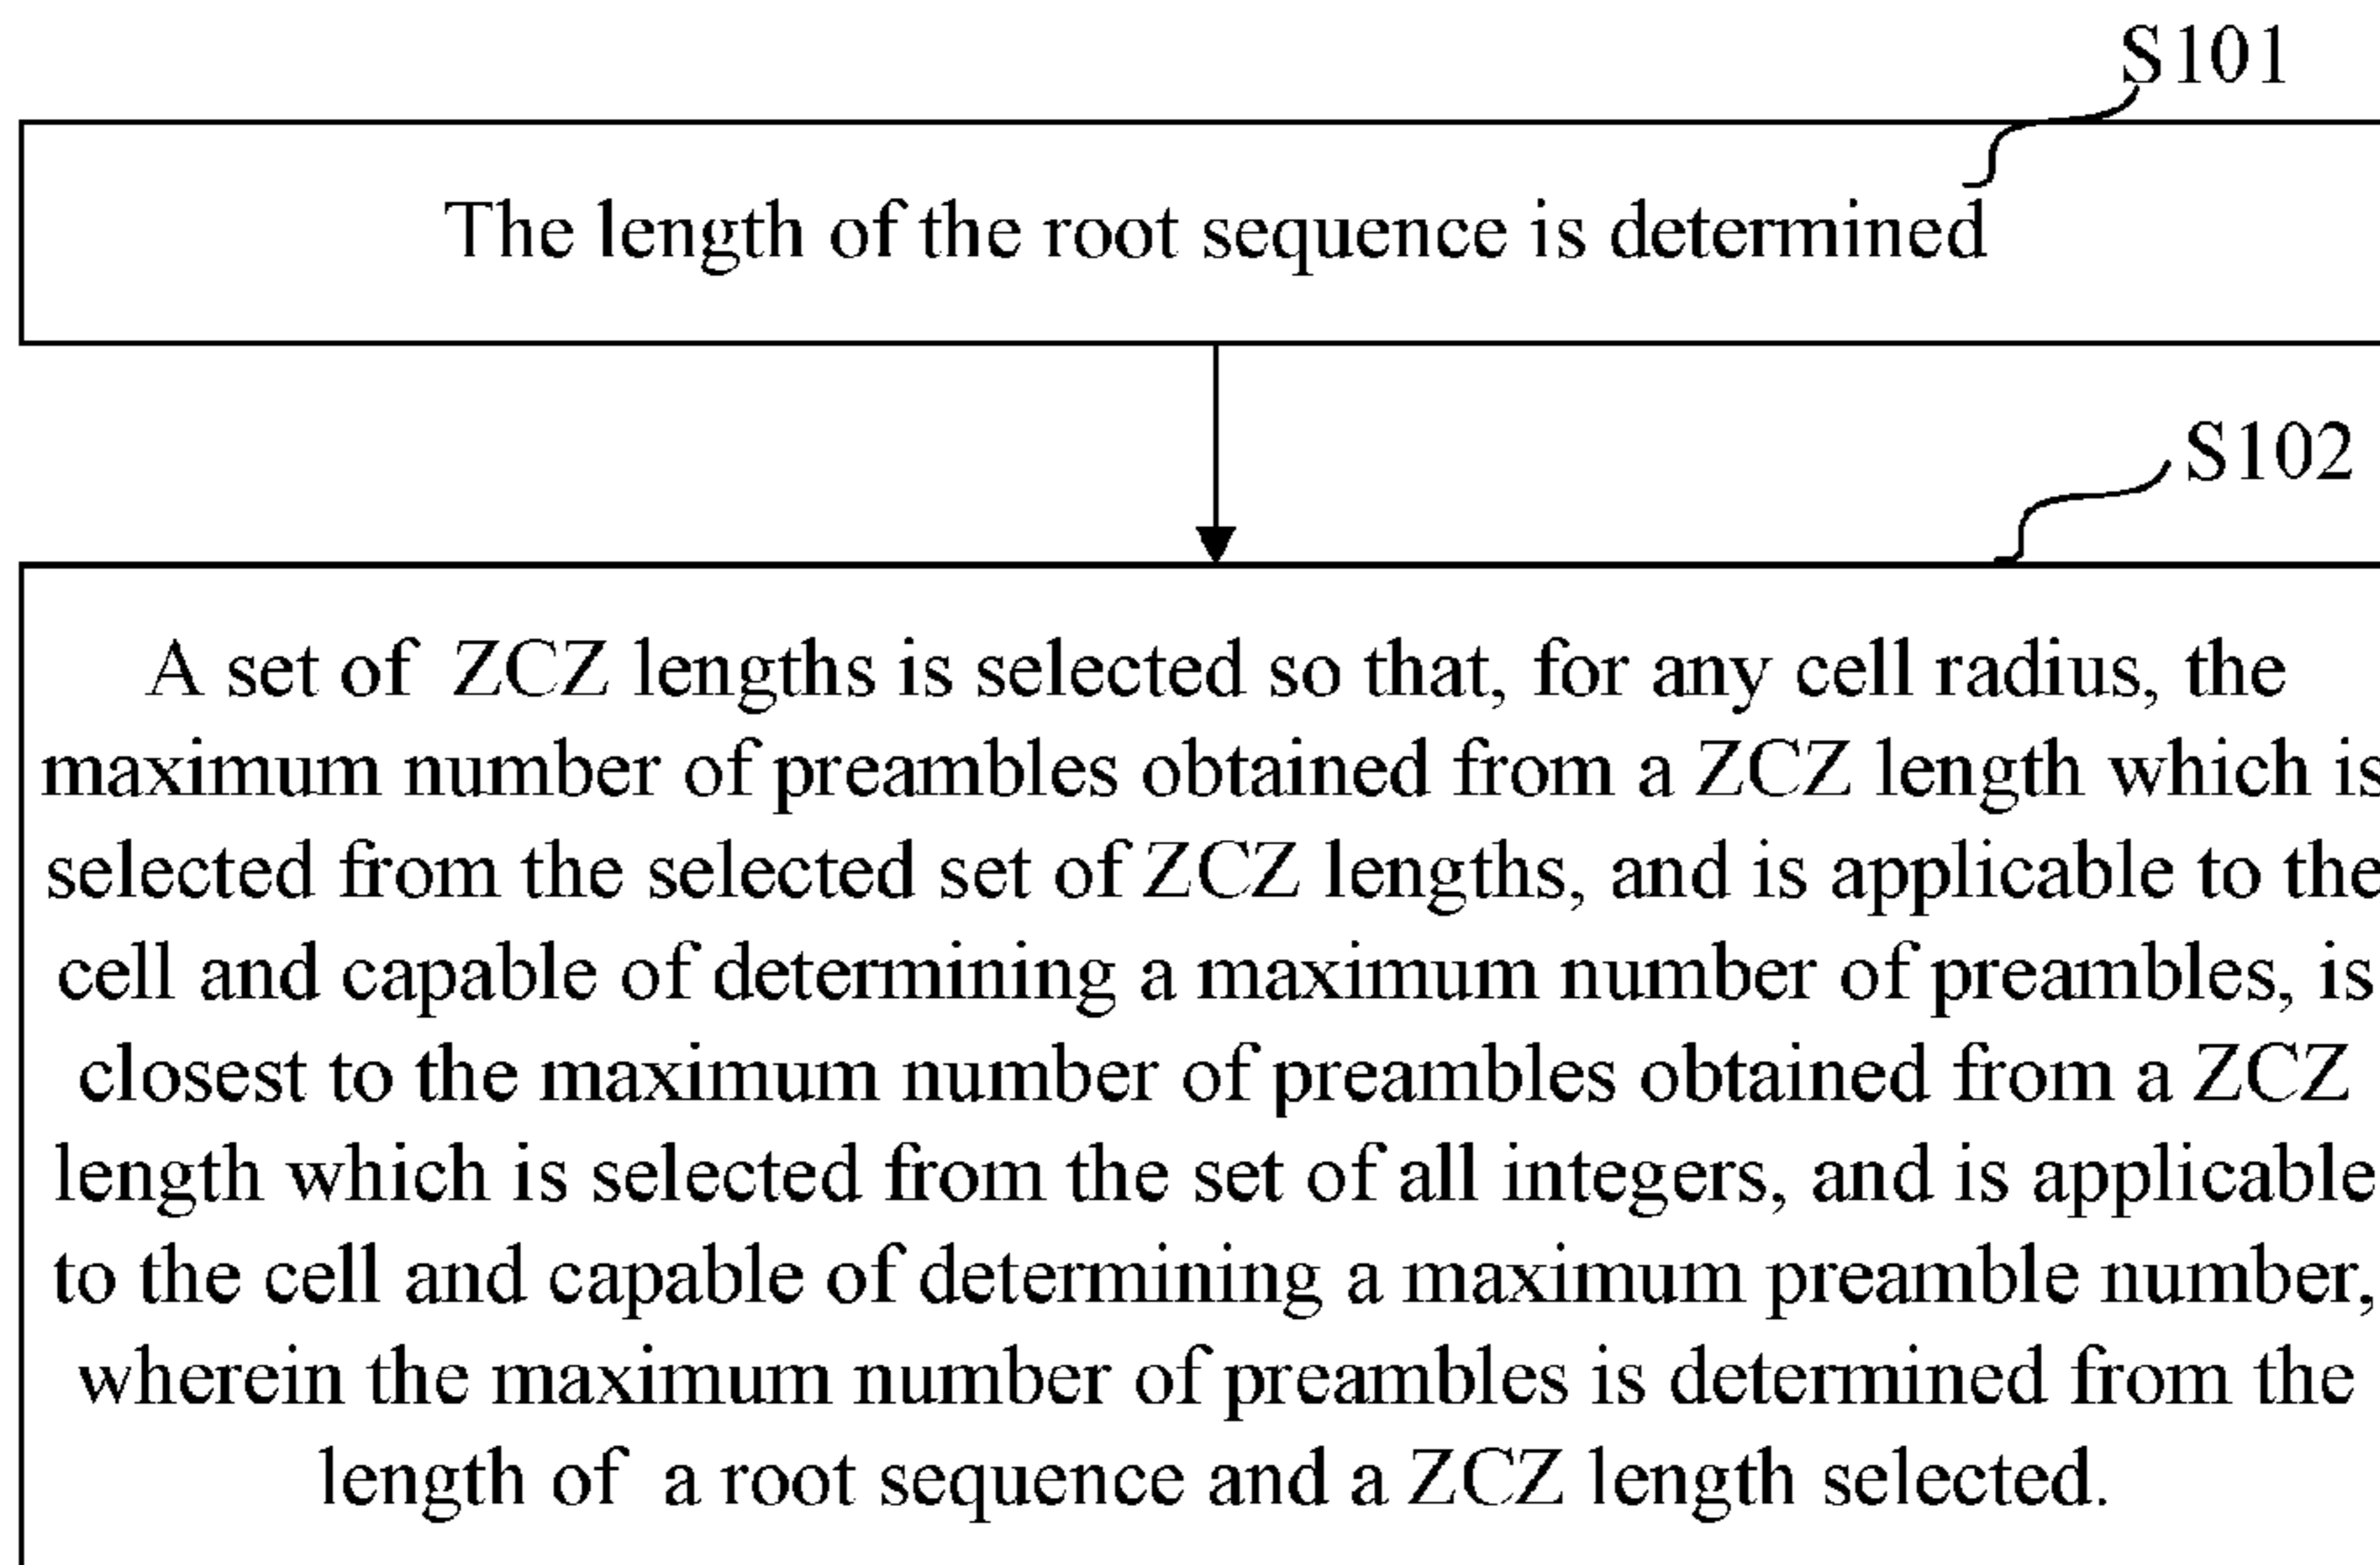 S101
The length of the root sequence is determined
S102
A set of ZCZ lengths is selected so that, for any cell radius, the
maximum number of preambles obtained from a ZCZ length which is
selected from the selected set of ZCZ lengths, and is applicable to the
cell and capable of determining a maximum number of preambles, is
closest to the maximum number of preambles obtained from a ZCZ
length which is selected from the set of all integers, and is applicable
to the cell and capable of determining a maximum preamble number,
wherein the maximum number of preambles is determined from the
length of a root sequence and a ZCZ length selected.